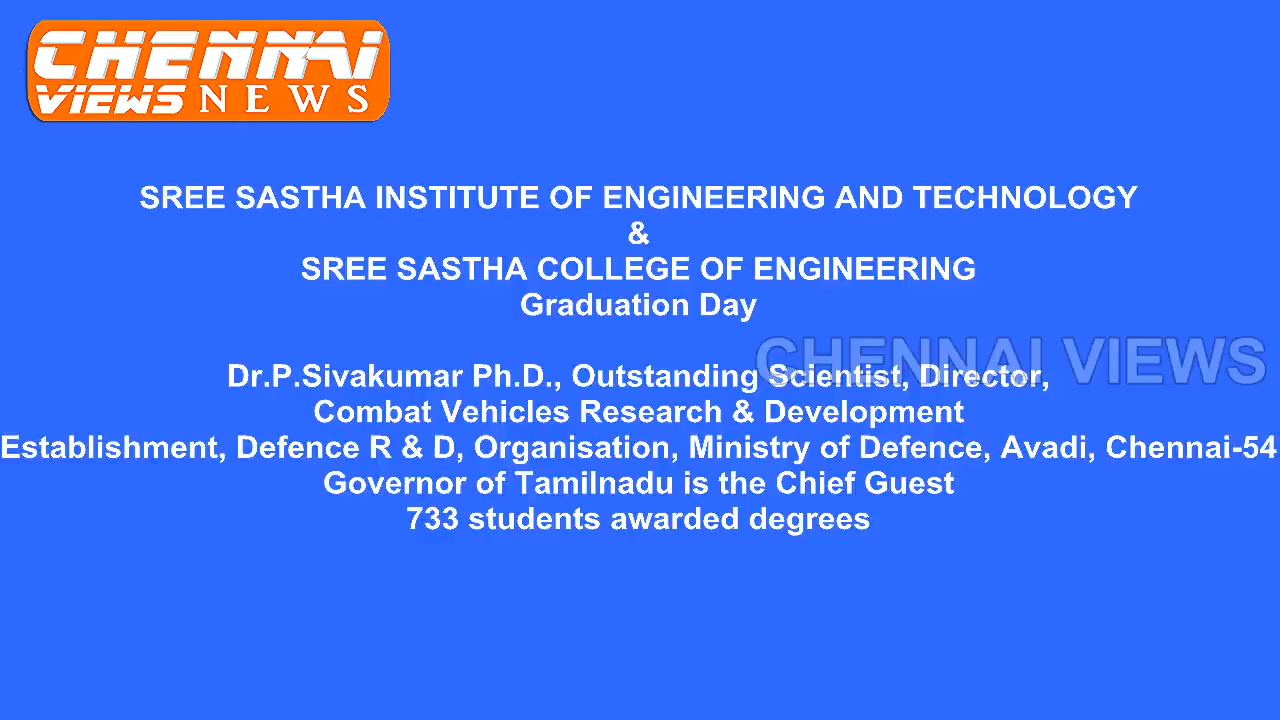 CHENNAI
VIEWS NEWS
SREE SASTHA INSTITUTE OF ENGINEERING AND TECHNOLOGY
&
SREE SASTHA COLLEGE OF ENGINEERING
Graduation Day
CHENNAI VIEWS
Dr.P.Sivakumar Ph.D., Outstanding Scientist, Director,
Combat Vehicles Research & Development
Establishment, Defence R & D, Organisation, Ministry of Defence, Avadi, Chennai-54
Governor of Tamilnadu is the Chief Guest
733 students awarded degrees